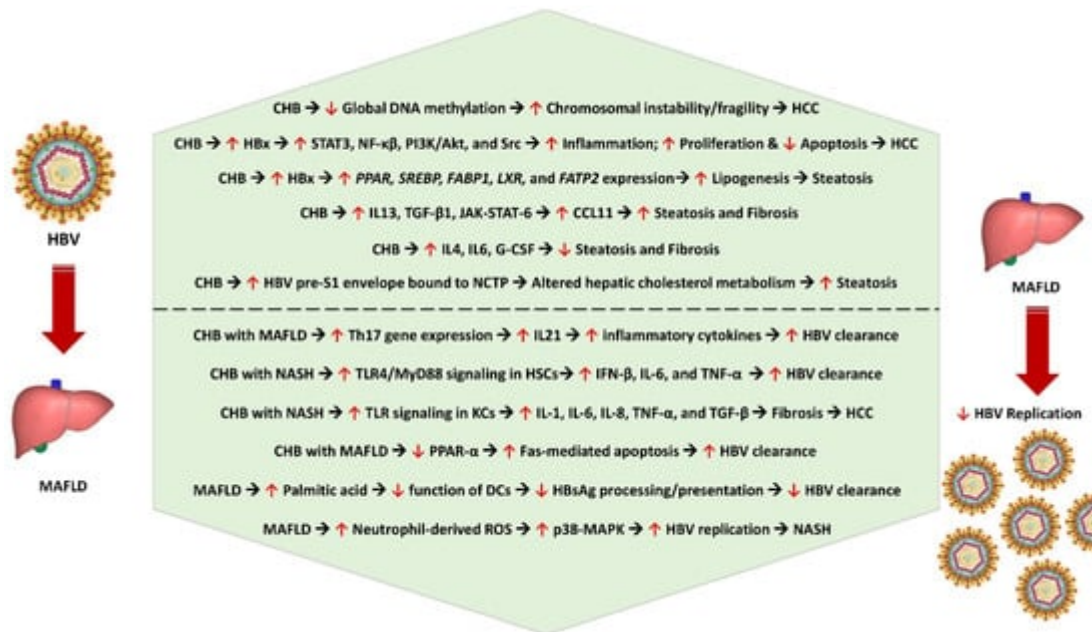 CHB → ↓ Global DNA methylation → ↑ Chromosomal instability/fragility → HCC
CHB → ↑ HBx → ↑ STAT3, NF-κβ, PI3K/Akt, and Src → ↑ Inflammation; ↑ Proliferation & ↓ Apoptosis → HCC
CHB → ↑ HBx → ↑ PPAR, SREBP, FABP1, LXR, and FATP2 expression → ↑ Lipogenesis → Steatosis
CHB → ↑ IL13, TGF-β1, JAK-STAT-6 → ↑ CCL11 → ↑ Steatosis and Fibrosis
CHB → ↑ IL4, IL6, G-CSF → ↓ Steatosis and Fibrosis
CHB → ↑ HBV pre-S1 envelope bound to NCTP → Altered hepatic cholesterol metabolism → ↑ Steatosis
CHB with MAFLD → ↑ Th17 gene expression → ↑ IL21 → ↑ inflammatory cytokines → ↑ HBV clearance
CHB with NASH → ↑ TLR4/MyD88 signaling in HSCs → ↑ IFN-β, IL-6, and TNF-α → ↑ HBV clearance
CHB with NASH → ↑ TLR signaling in KCs → ↑ IL-1, IL-6, IL-8, TNF-α, and TGF-β → Fibrosis → HCC
CHB with MAFLD → ↓ PPAR-α → ↑ Fas-mediated apoptosis → ↑ HBV clearance
MAFLD → ↑ Palmitic acid → ↓ function of DCs → ↓ HBsAg processing/presentation → ↓ HBV clearance
MAFLD → ↑ Neutrophil-derived ROS → ↑ p38-MAPK → ↑ HBV replication → NASH
HBV
MAFLD
MAFLD
↓ HBV Replication